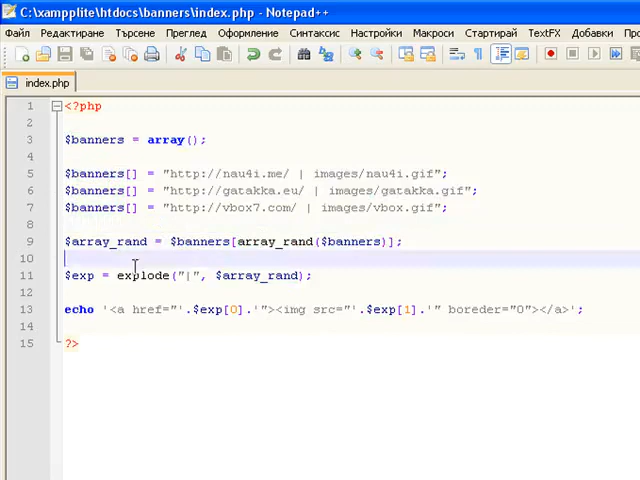 C:\xampplite\htdocs\banners\index.php - Notepad++
Файл Редактиране Търсене Преглед Оформление Синтаксис Настройки Макроси Стартирай TextFX Добавки
index.php
1 <?php
2
3 $banners = array();
4
5 $banners[] = "http://nau4i.me/ | images/nau4i.gif";
6 $banners[] = "http://gatakka.eu/ | images/gatakka.gif";
7 $banners[] = "http://vbox7.com/ | images/vbox.gif";
8
9 $array_rand = $banners[array_rand($banners)];
10
11 $exp = explode("|", $array_rand);
12
13 echo '<a href="'.$exp[0].'"><img src="'.$exp[1].'" boreder="0"></a>';
14
15 ?>